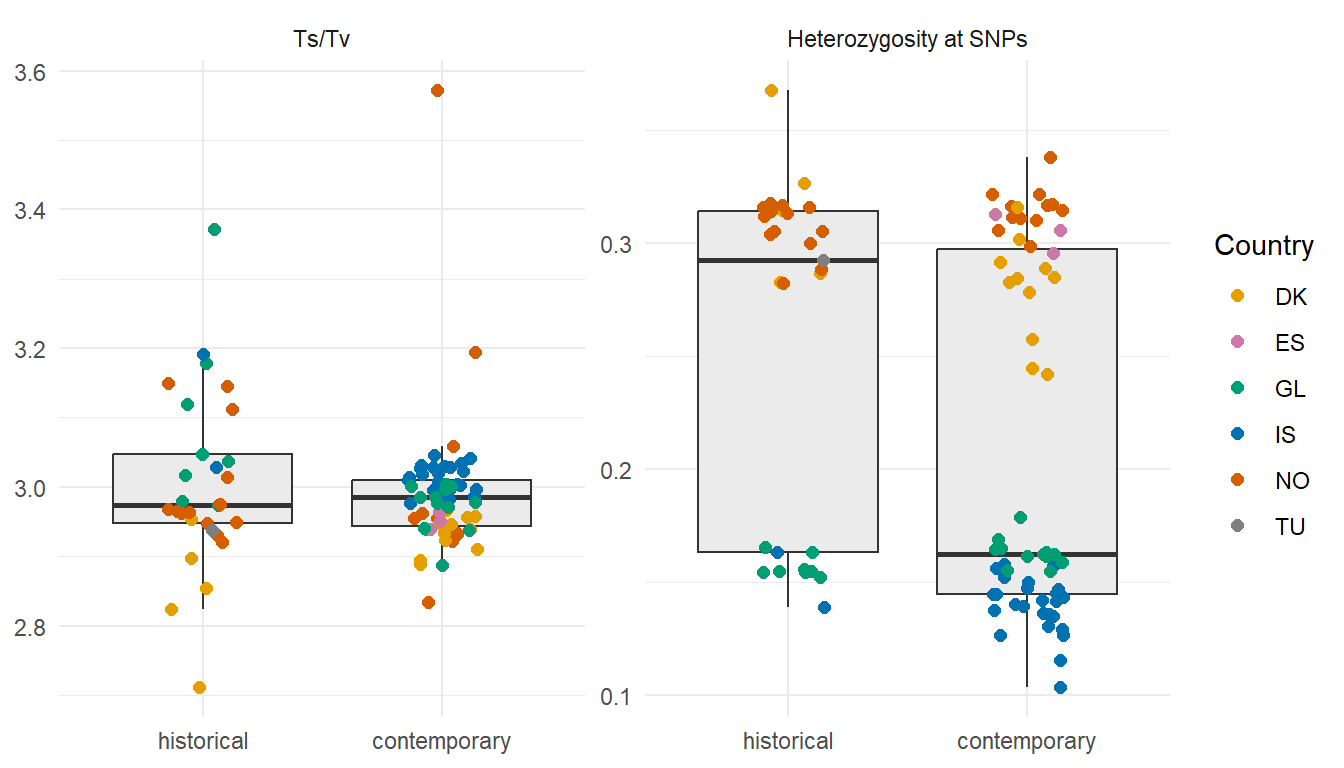 Ts/Tv
Heterozygosity at SNPs
3.6
3.4
3.2
3.0
2.8
0.3
0.2
0.1
historical
contemporary
historical
contemporary
Country
DK
ES
GL
IS
NO
TU